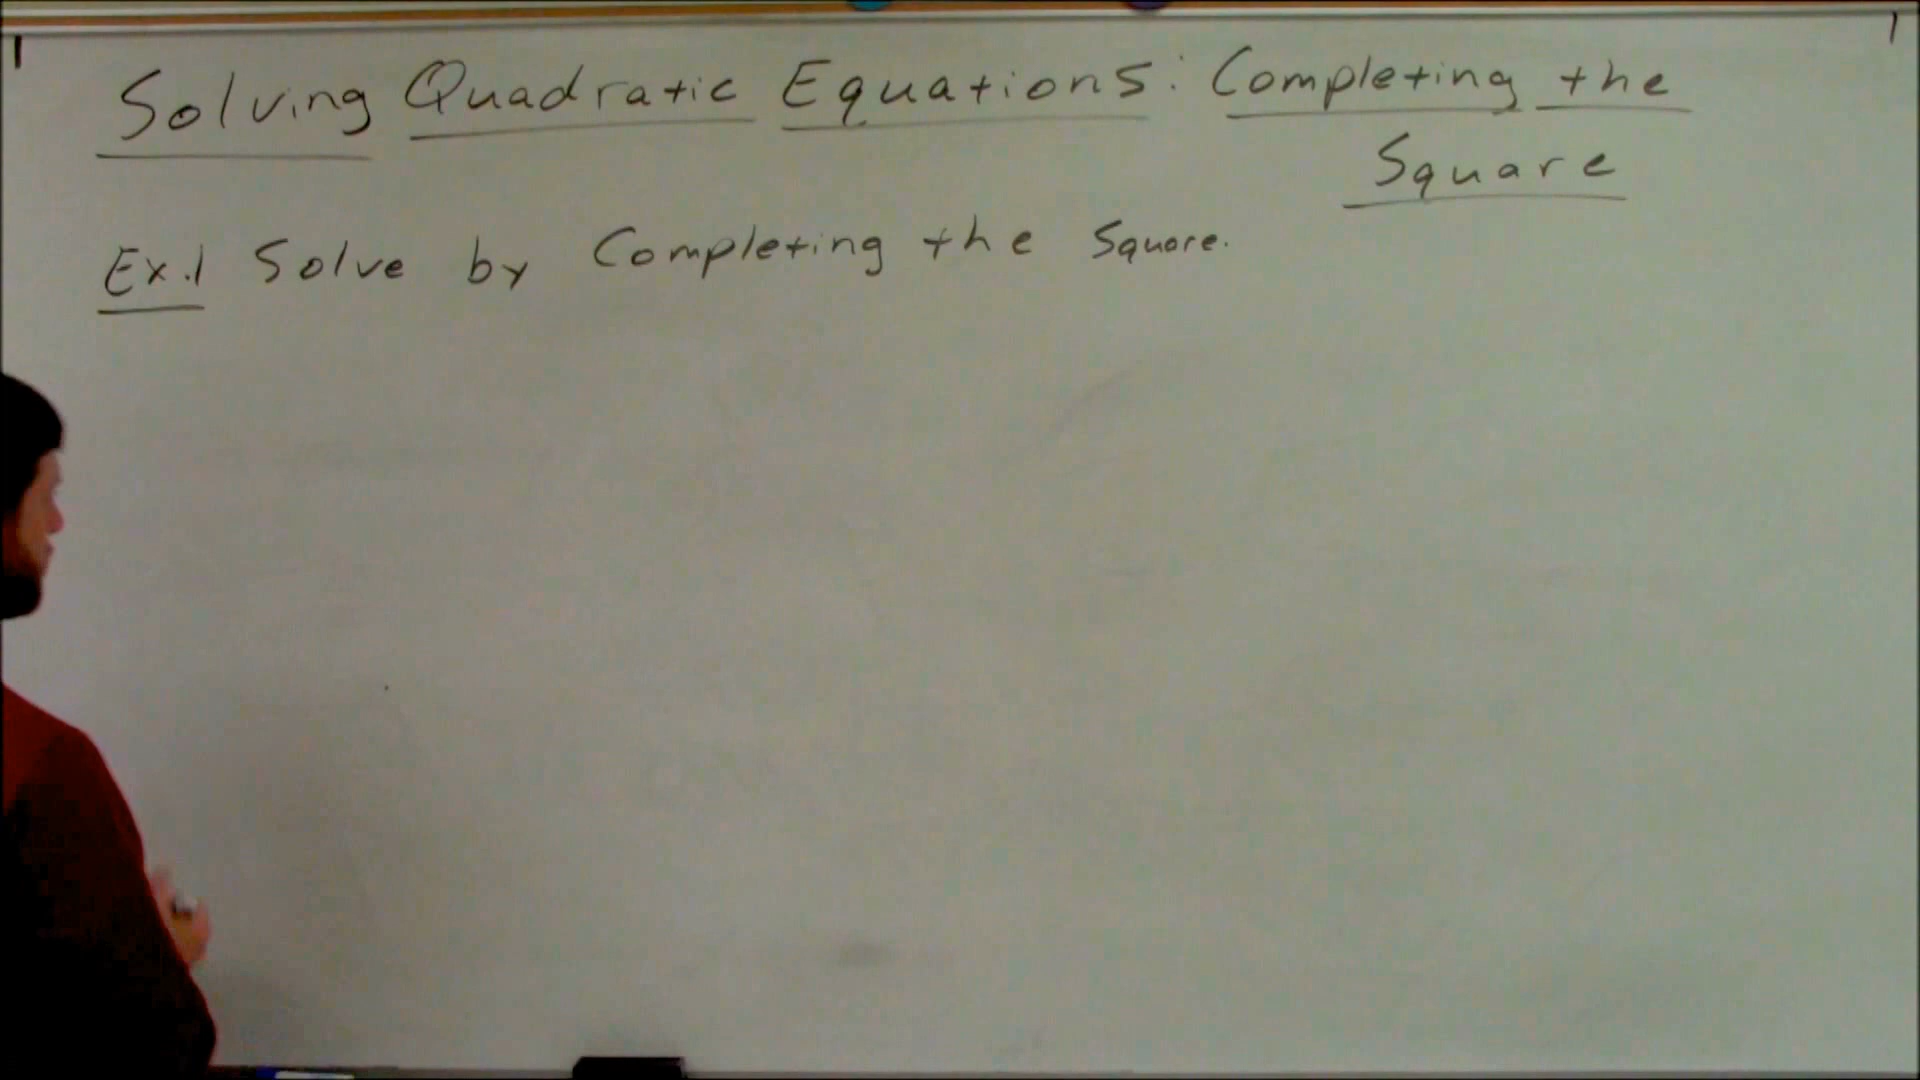 Solving Quadratic Equations: Completing the
Square
Ex.1 Solve by Completing the Square.